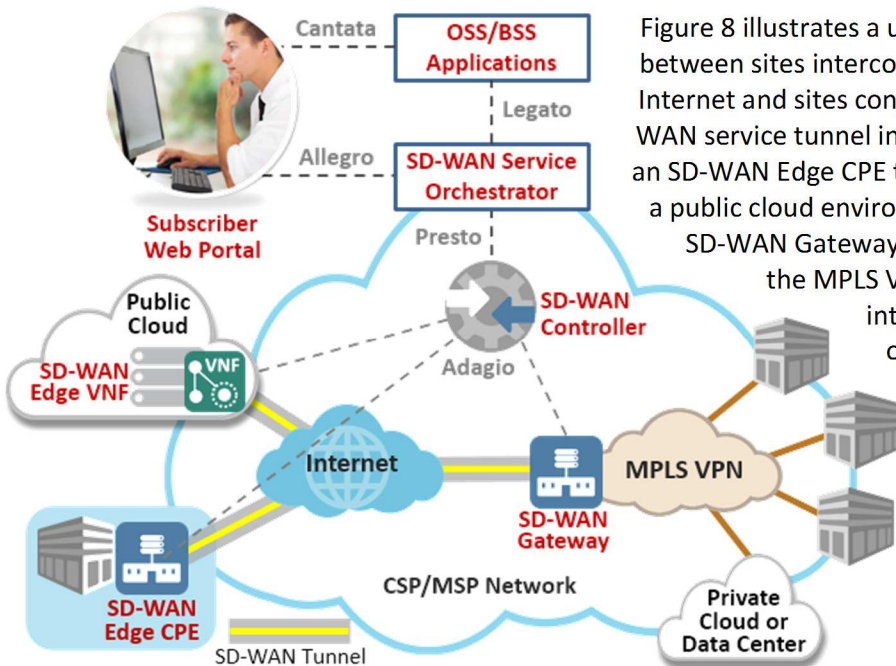 Cantata
OSS/BSS
Applications
Legato
Allegro
SD-WAN Service
Orchestrator
Subscriber
Web Portal
Presto
Figure 8 illustrates a u
between sites interco
Internet and sites con
WAN service tunnel in
an SD-WAN Edge CPE
a public cloud enviro
SD-WAN Gateway
the MPLS V
int
Public
Cloud
SD-WAN
Edge VNF
VNF
SD-WAN
Controller
Adagio
Internet
MPLS VPN
SD-WAN
Gateway
SD-WAN
Edge CPE
CSP/MSP Network
Private
Cloud or
Data Center
SD-WAN Tunnel